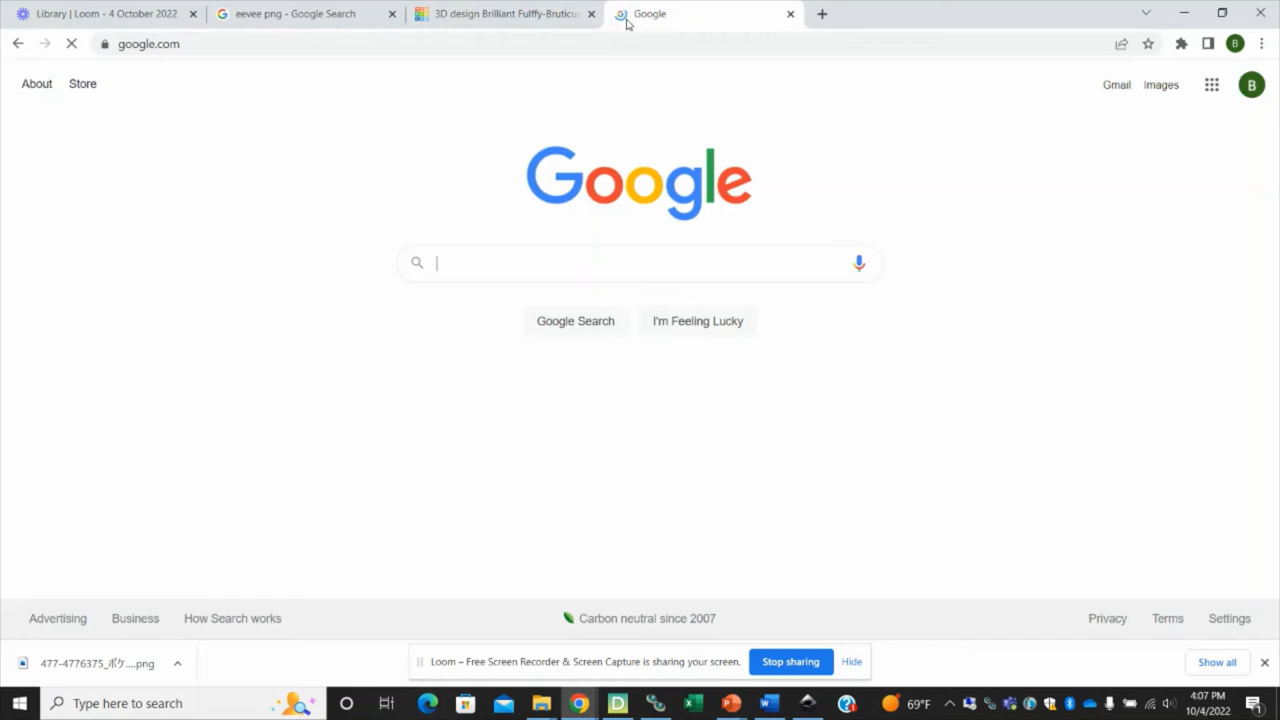 Library | Loom - 4 October 2022
eevee png - Google Search
3D design Brilliant Fulffy-Bruticus
Google
google.com
B
About
Store
Gmail
Images
B
Google
Google Search
I'm Feeling Lucky
Advertising
Business
How Search works
Carbon neutral since 2007
Privacy
Terms
Settings
477-4776375_ポケ....png
Loom – Free Screen Recorder & Screen Capture is sharing your screen.
Stop sharing
Hide
Show all
Type here to search
69°F
4:07 PM
10/4/2022